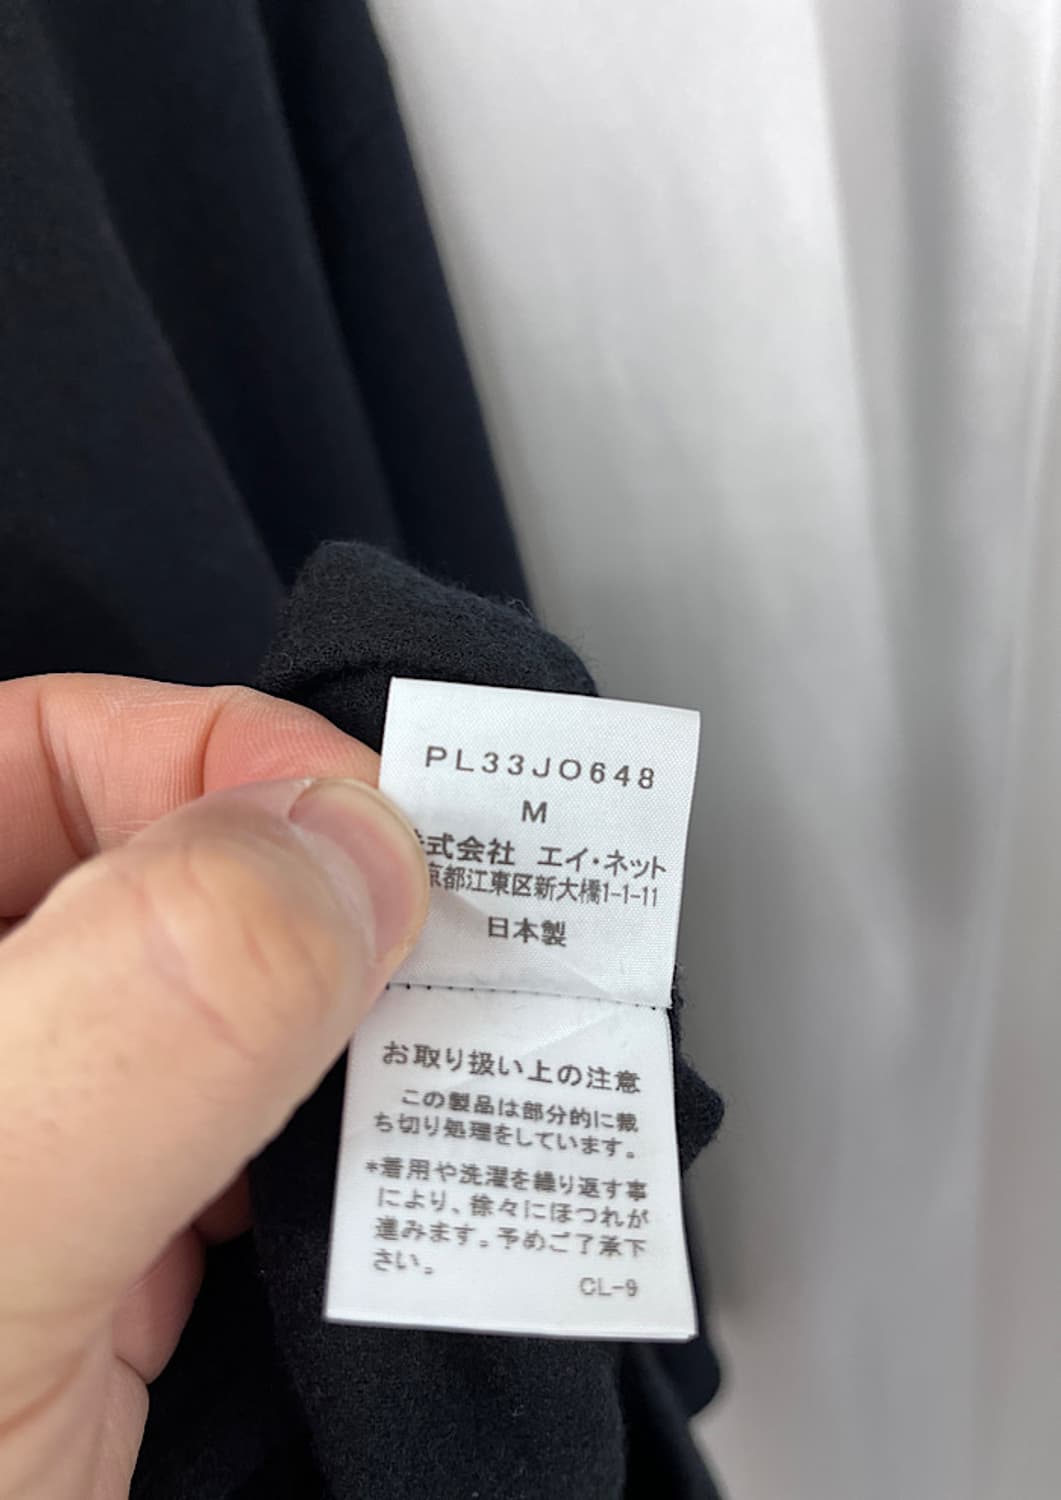 PL33JO648
M
式会社 エイ・ネット
京都江東区新大橋1-1-11
日本製
お取り扱い上の注意
この製品は部分的に裁
ち切り処理をしています。
*着用や洗濯を繰り返す事
により、徐々にほつれが
進みます。予めご了承下
さい。
CL-9